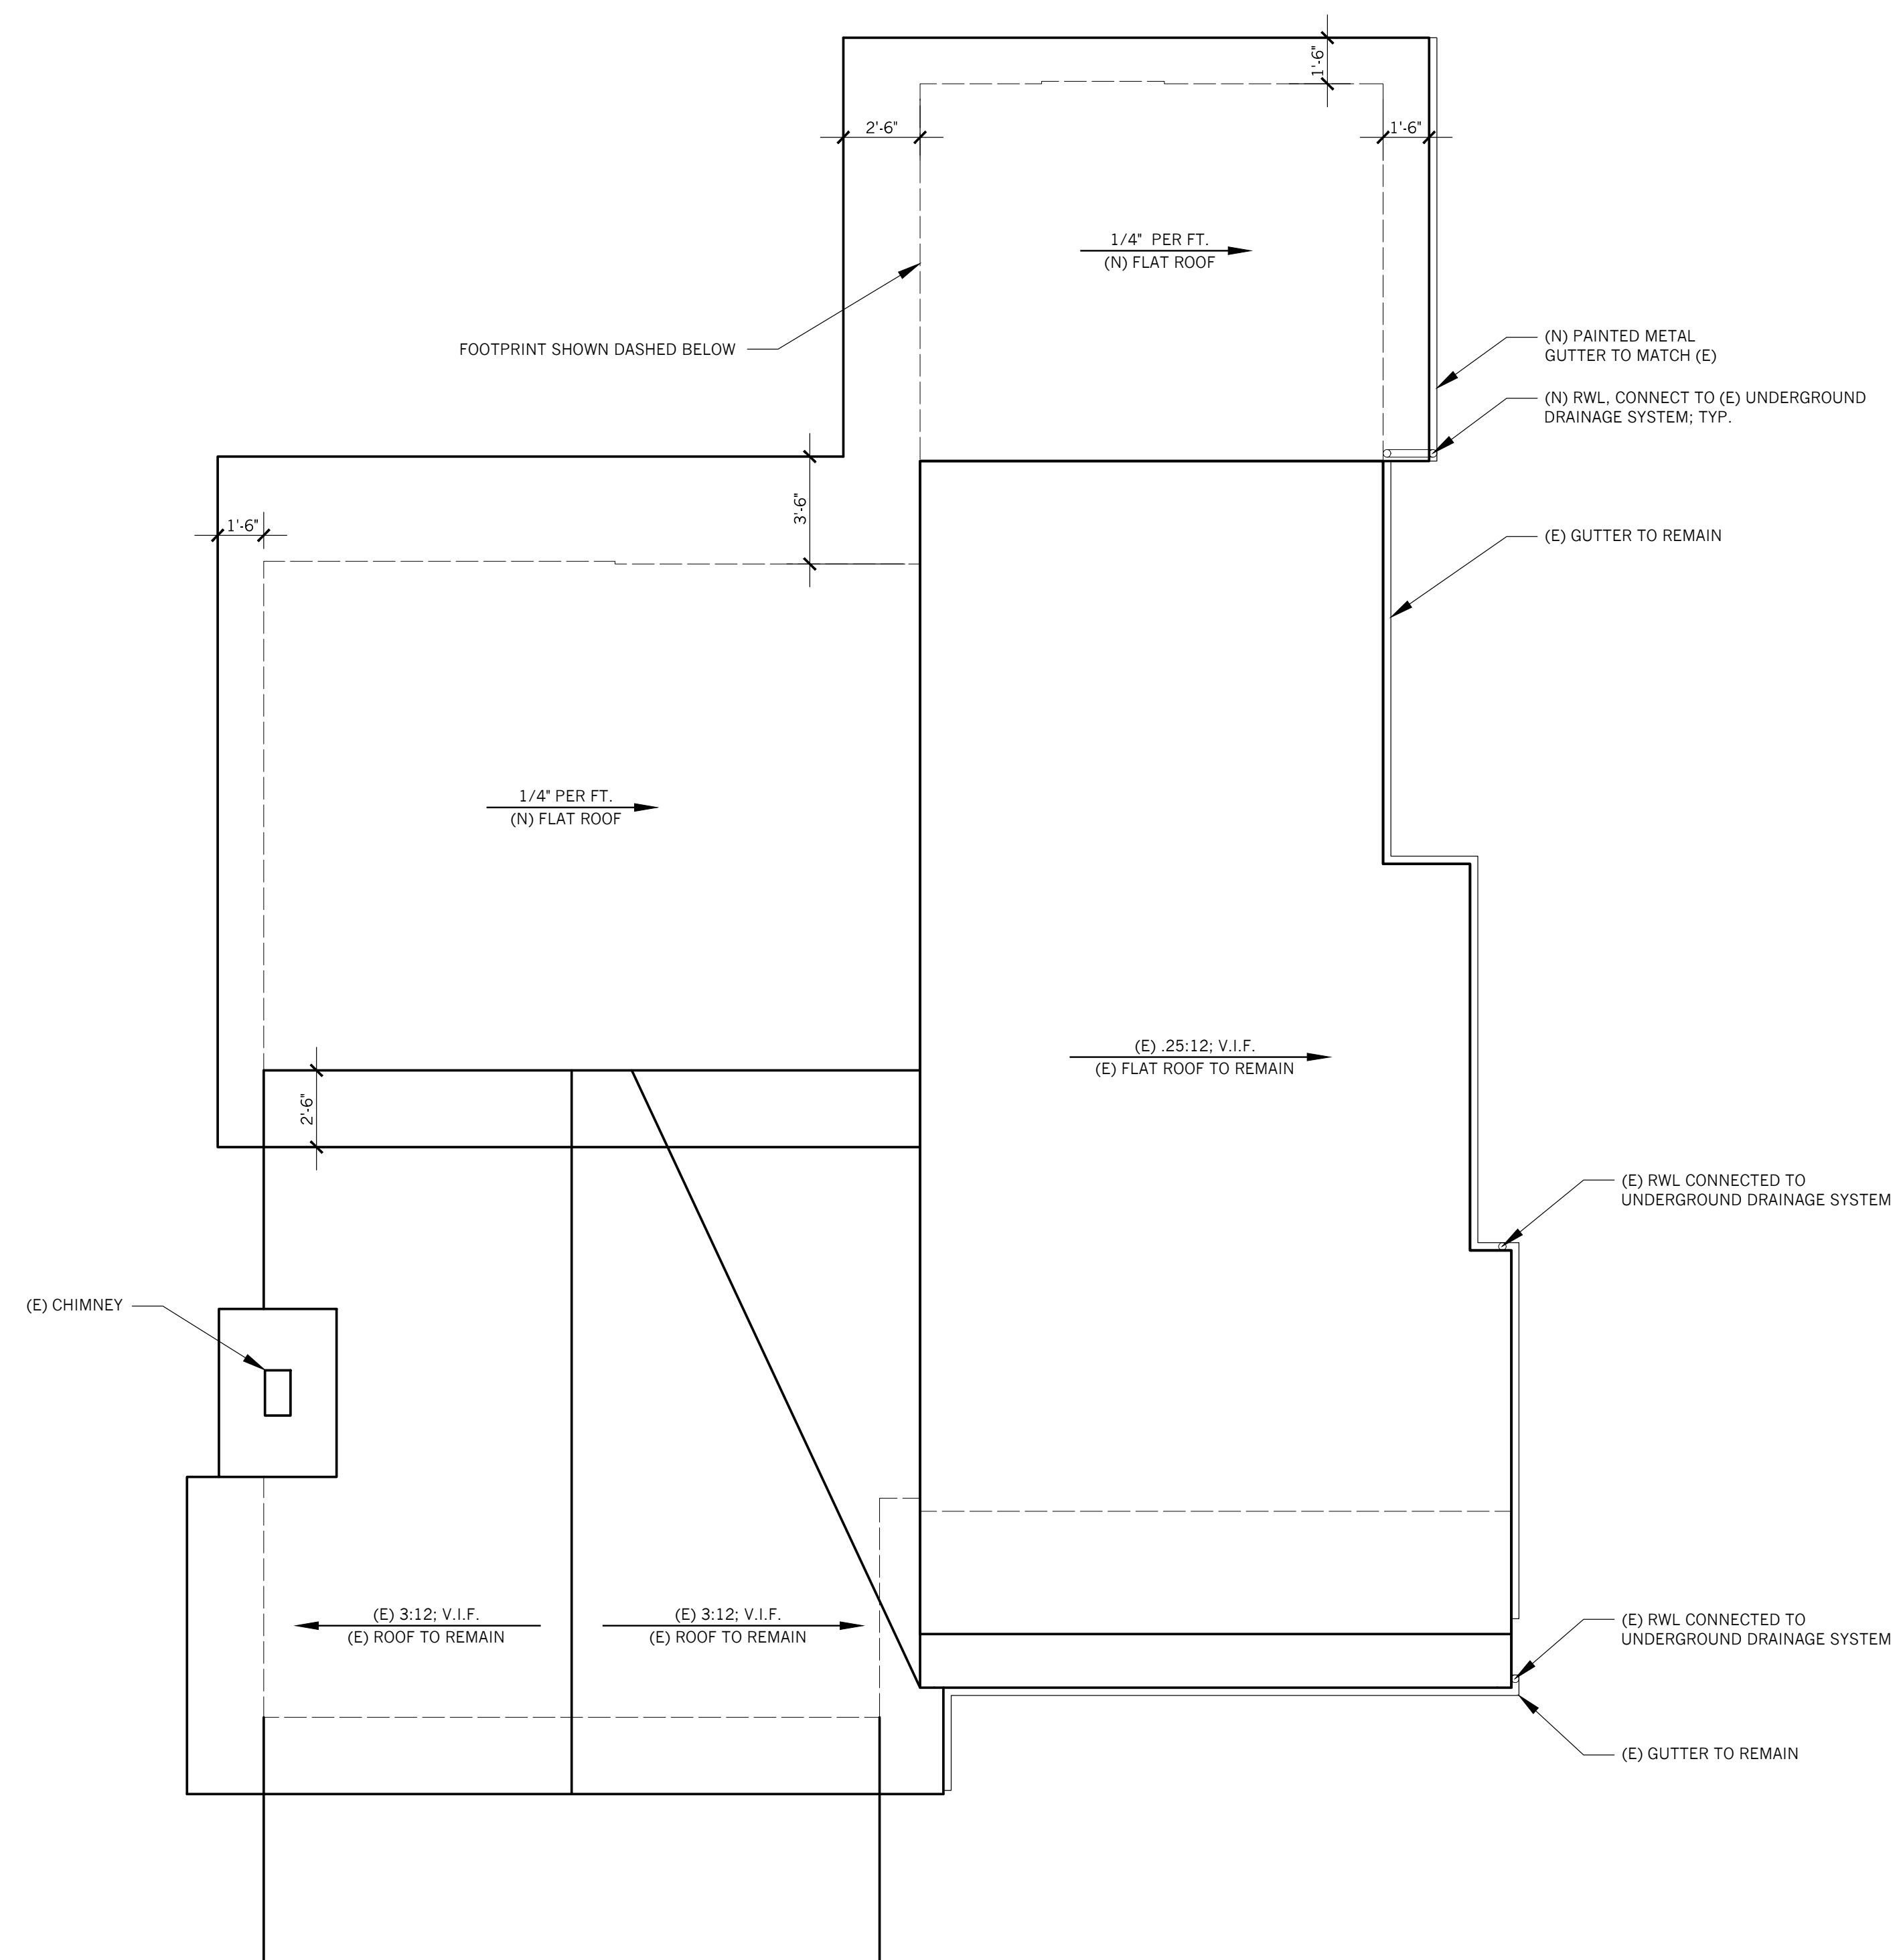 1'-6"
2'-6"
1'-6"
1/4"  PER FT.
(N) FLAT ROOF
FOOTPRINT SHOWN DASHED BELOW
(N) PAINTED METAL
GUTTER TO MATCH (E)
(N) RWL, CONNECT TO (E) UNDERGROUND
DRAINAGE SYSTEM; TYP.
3'-6"
1'-6"
(E) GUTTER TO REMAIN
1/4" PER FT.
(N) FLAT ROOF
(E) .25:12; V.I.F.
(E) FLAT ROOF TO REMAIN
2'-6"
(E) RWL CONNECTED TO
UNDERGROUND DRAINAGE SYSTEM
(E) CHIMNEY
(E) 3:12; V.I.F.
(E) ROOF TO REMAIN
(E) 3:12; V.I.F.
(E) ROOF TO REMAIN
(E) RWL CONNECTED TO
UNDERGROUND DRAINAGE SYSTEM
(E) GUTTER TO REMAIN